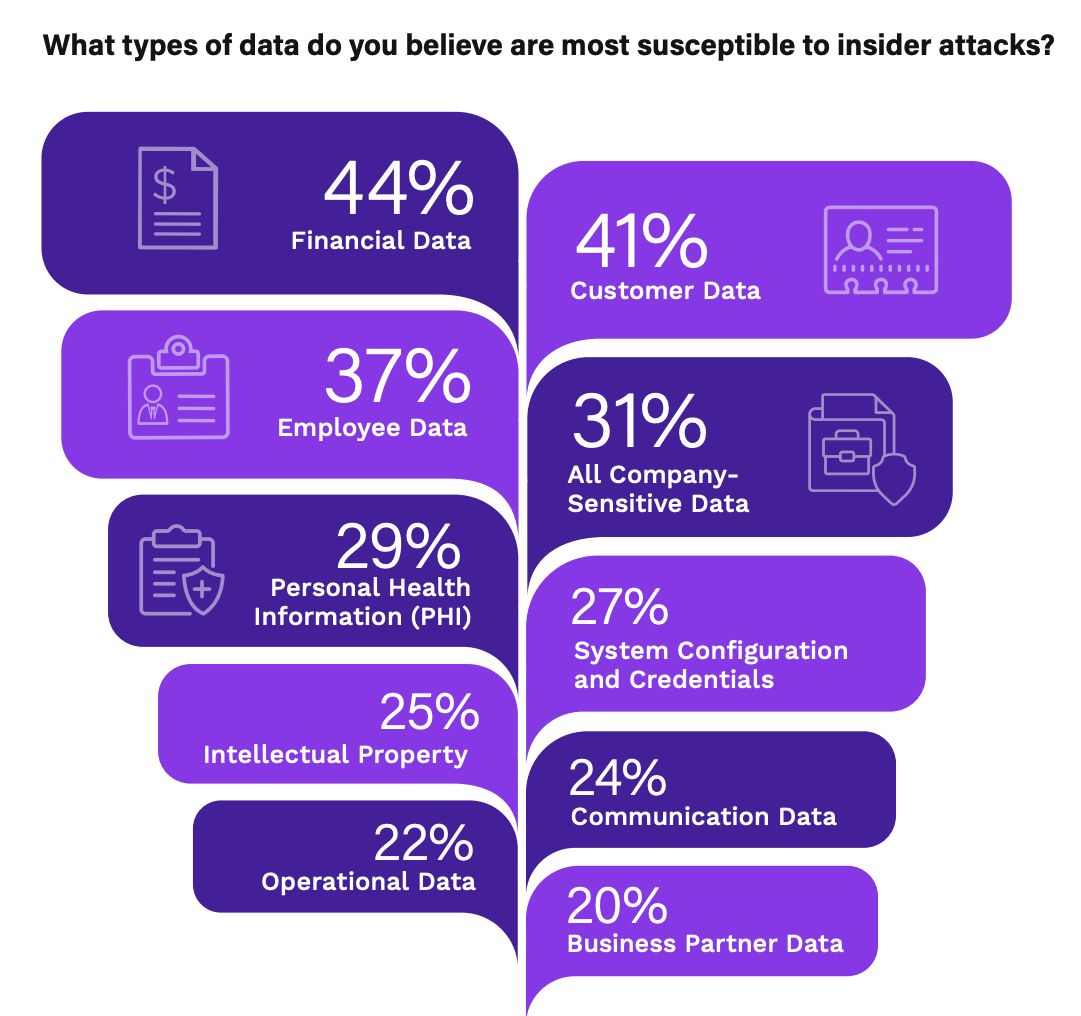 What types of data do you believe are most susceptible to insider attacks?
$
44%
Financial Data
41%
Customer Data
37%
Employee Data
31%
All Company-
Sensitive Data
29%
Personal Health
Information (PHI)
27%
System Configuration
and Credentials
25%
Intellectual Property
24%
Communication Data
22%
Operational Data
20%
Business Partner Data